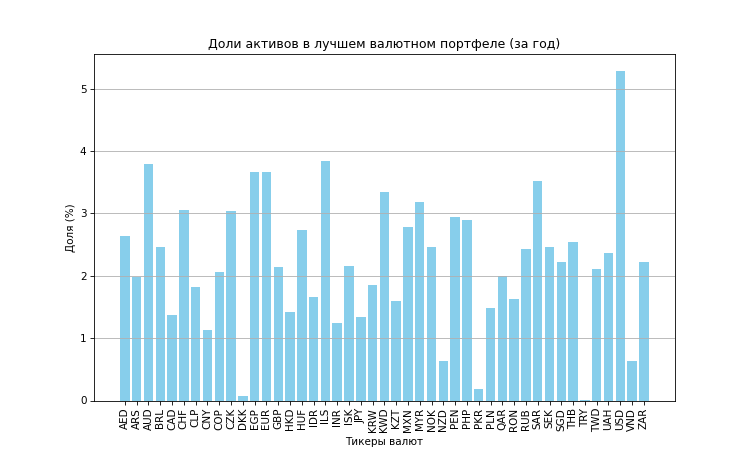 Доли активов в лучшем валютном портфеле (за год)
Доля (%)
5
4
3
2
1
0
AED ARS AUD BRL CAD CHF CLP CNY COP CZK DKK EGP EUR GBP HKD HUF IDR ILS INR ISK JPY KRW KWD KZT MXN MYR NOK NZD PEN PHP PKR PLN QAR RON RUB SAR SEK SGD THB TRY TWD UAH USD VND ZAR
Тикеры валют